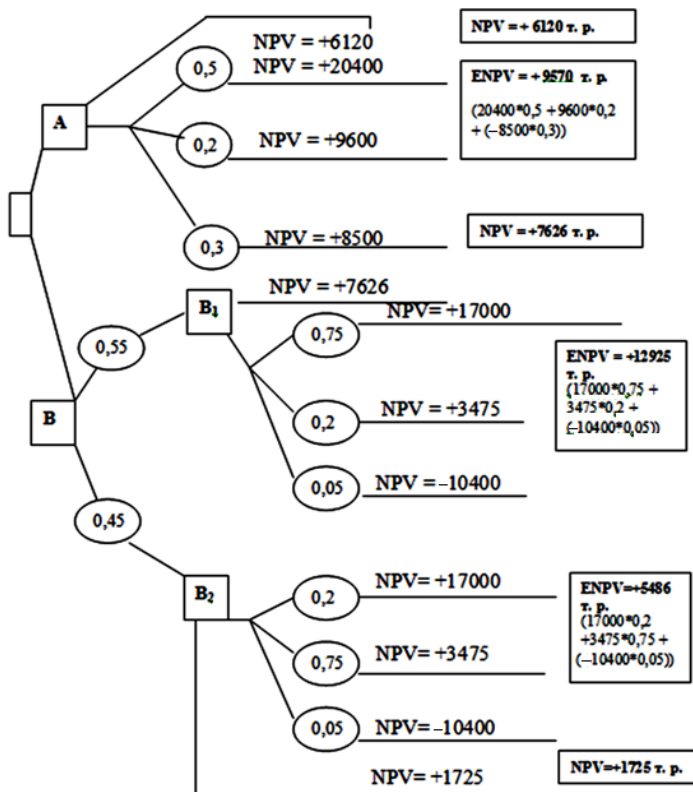 NPV = + 6120 т. р.
NPV = +6120
0,5
NPV = +20400
ENPV = +9570 т. р.
(20400*0,5 + 9600*0,2
+ (–8500*0,3))
A
0,2
NPV = +9600
0,3
NPV = +8500
NPV = +7626 т. р.
NPV = +7626
B₁
NPV= +17000
0,55
0,75
ENPV = +12925
т. р.
(17000*0,75 +
3475*0,2 +
(–10400*0,05))
B
0,2
NPV = +3475
0,05
NPV = –10400
0,45
B₂
0,2
NPV= +17000
ENPV=+5486
т. р.
(17000*0,2
+3475*0,75 +
(–10400*0,05))
0,75
NPV= +3475
0,05
NPV= –10400
NPV= +1725
NPV=+1725 т. р.